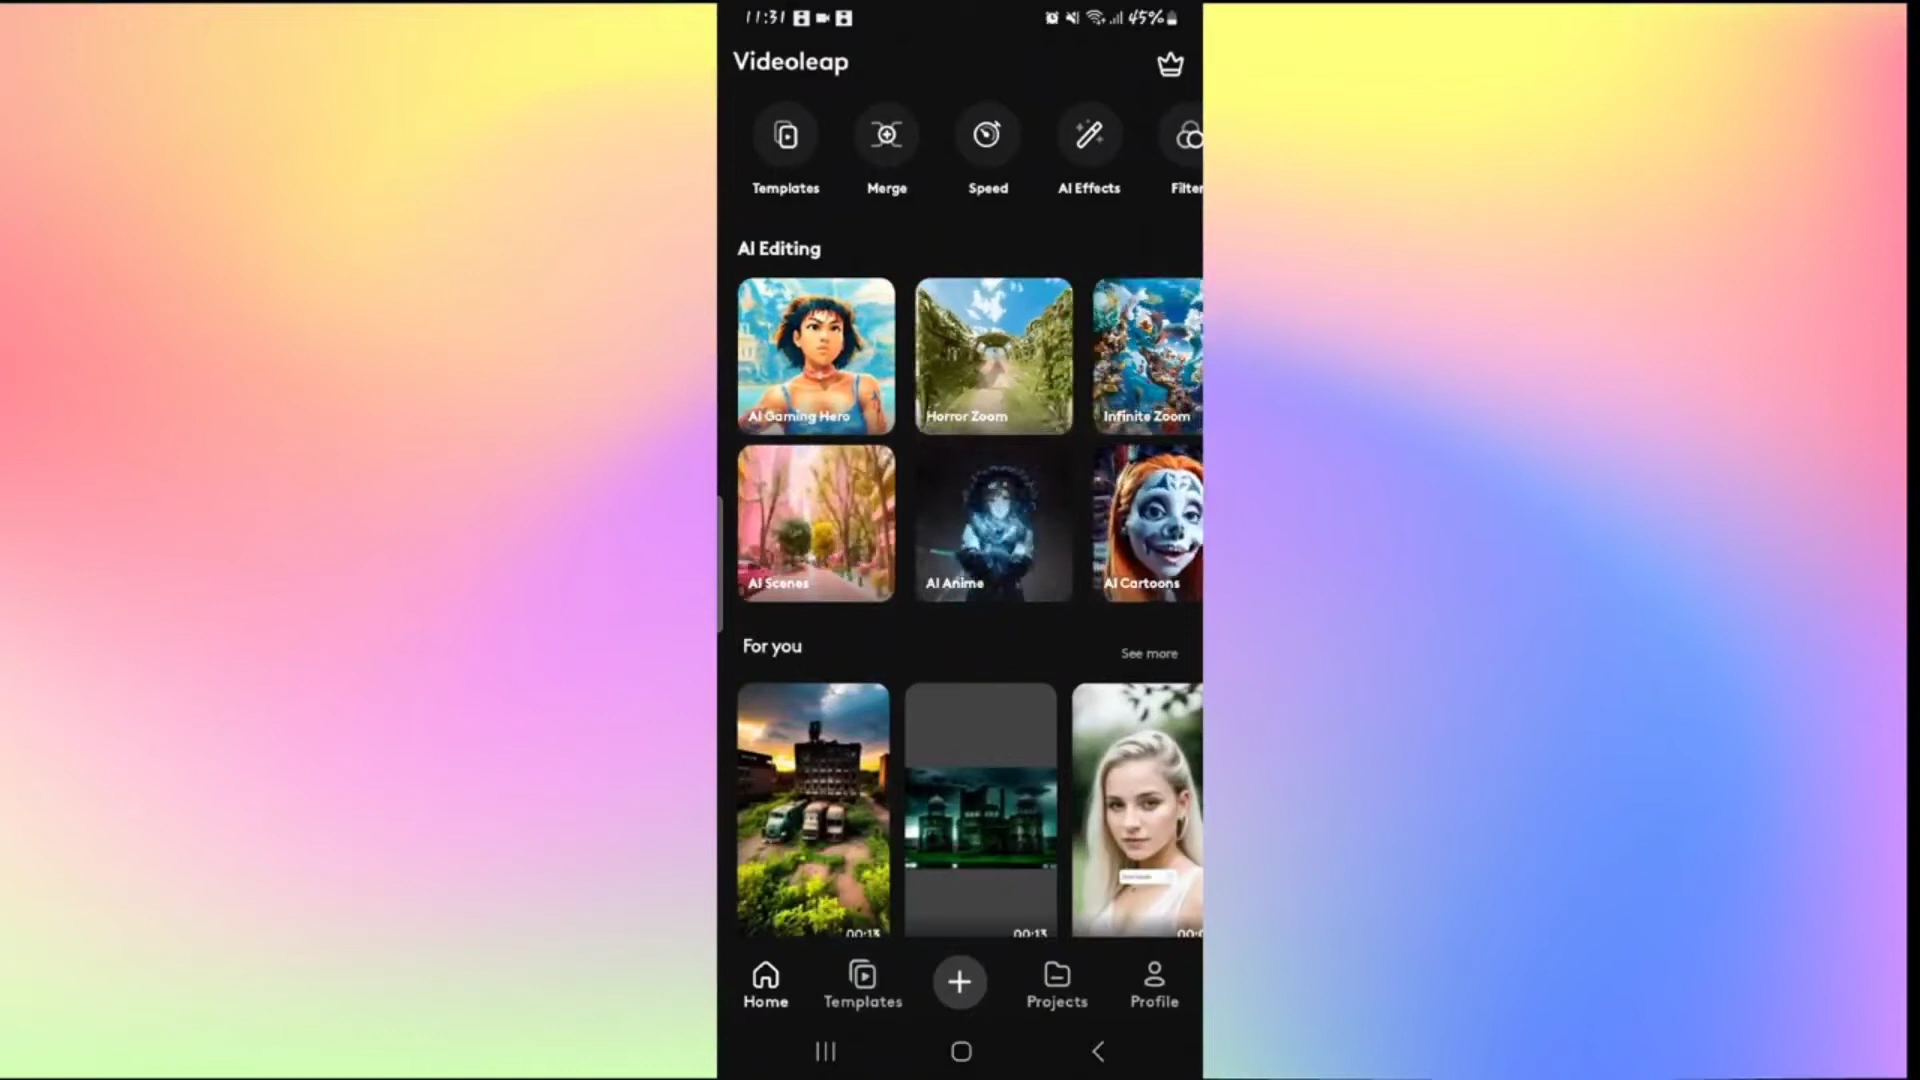 11:31
45%
Videoleap
Templates Merge Speed AI Effects Filter
AI Editing
AI Gaming Hero Horror Zoom Infinite Zoom
AI Scenes AI Anime AI Cartoons
For you
See more
00:13 00:13
Home Templates Projects Profile